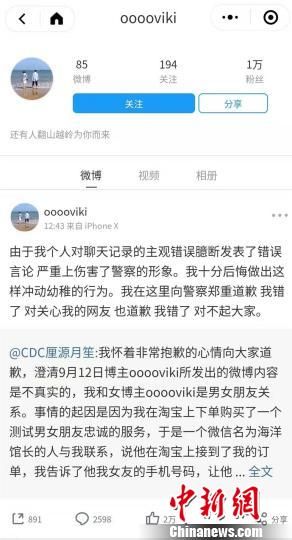 ooooviki
85 194 1万
微博 关注 粉丝
关注 分享
还有人翻山越岭为你而来
微博 视频 相册
ooooviki
12:43 来自 iPhone X
由于我个人对聊天记录的主观错误臆断发表了错误
言论 严重上伤害了警察的形象。我十分后悔做出这
样冲动幼稚的行为。我在这里向警察郑重道歉 我错
了 对关心我的网友 也道歉 我错了 对不起大家。
@CDC厘源月笙:我怀着非常抱歉的心情向大家道
歉，澄清9月12日博主ooooviki所发出的微博内容
是不真实的，我和女博主ooooviki是男女朋友关
系。事情的起因是因为我在淘宝上下单购买了一个
测试男女朋友忠诚的服务，于是一个微信名为海洋
馆长的人与我联系，说他在淘宝上接到了我的订
单，我告诉了他我女友的手机号码，让他 ... 全文
891 2598 2万
中新网
www.chinanews.com